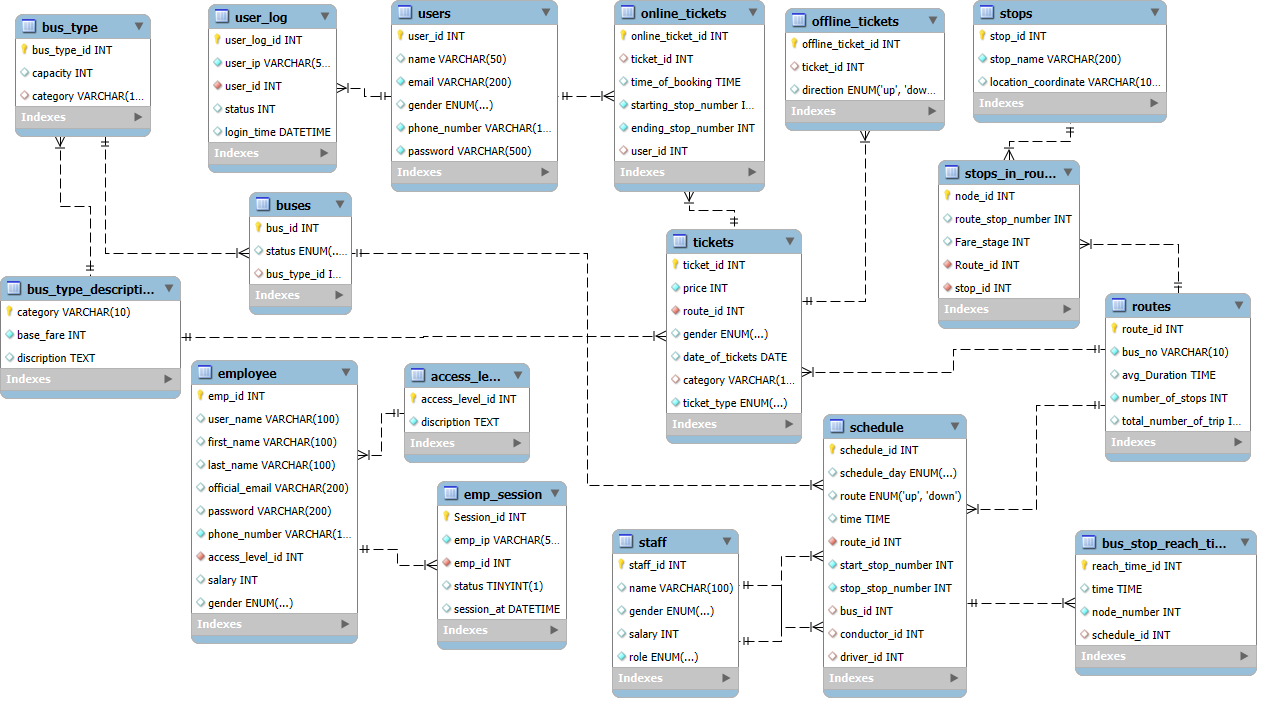 bus_type
bus_type_id INT
capacity INT
category VARCHAR(1...
Indexes
user_log
user_log_id INT
user_ip VARCHAR(5...
user_id INT
status INT
login_time DATETIME
Indexes
users
user_id INT
name VARCHAR(50)
email VARCHAR(200)
gender ENUM(...)
phone_number VARCHAR(1...
password VARCHAR(500)
Indexes
online_tickets
online_ticket_id INT
ticket_id INT
time_of_booking TIME
starting_stop_number I...
ending_stop_number INT
user_id INT
Indexes
offline_tickets
offline_ticket_id INT
ticket_id INT
direction ENUM('up', 'dow...
Indexes
stops
stop_id INT
stop_name VARCHAR(200)
location_coordinate VARCHAR(10...
Indexes
buses
bus_id INT
status ENUM(...
bus_type_id I...
Indexes
tickets
ticket_id INT
price INT
route_id INT
gender ENUM(...)
date_of_tickets DATE
category VARCHAR(1...
ticket_type ENUM(...)
Indexes
stops_in_rou...
node_id INT
route_stop_number INT
Fare_stage INT
Route_id INT
stop_id INT
Indexes
bus_type_descripti...
category VARCHAR(10)
base_fare INT
discription TEXT
Indexes
routes
route_id INT
bus_no VARCHAR(10)
avg_Duration TIME
number_of_stops INT
total_number_of_trip I...
Indexes
employee
emp_id INT
user_name VARCHAR(100)
first_name VARCHAR(100)
last_name VARCHAR(100)
official_email VARCHAR(200)
password VARCHAR(200)
phone_number VARCHAR(1...
access_level_id INT
salary INT
gender ENUM(...)
Indexes
access_le...
access_level_id INT
discription TEXT
Indexes
emp_session
Session_id INT
emp_ip VARCHAR(5...
emp_id INT
status TINYINT(1)
session_at DATETIME
Indexes
schedule
schedule_id INT
schedule_day ENUM(...)
route ENUM('up', 'down')
time TIME
route_id INT
start_stop_number INT
stop_stop_number INT
bus_id INT
conductor_id INT
driver_id INT
Indexes
staff
staff_id INT
name VARCHAR(100)
gender ENUM(...)
salary INT
role ENUM(...)
Indexes
bus_stop_reach_ti...
reach_time_id INT
time TIME
node_number INT
schedule_id INT
Indexes